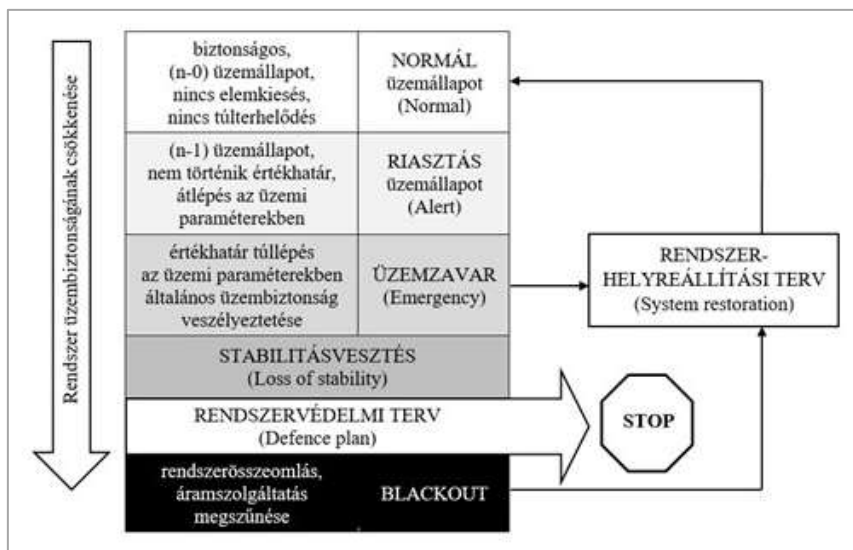 Rendszer üzembiztonságának csökkenése
biztonságos,
(n-0) üzemállapot,
nincs elemkiesés,
nincs túlterhelődés
NORMÁL
üzemállapot
(Normal)
(n-1) üzemállapot,
nem történik értékhatár,
átlépés az üzemi
paraméterekben
RIASZTÁS
üzemállapot
(Alert)
értékhatár túllépés
az üzemi paraméterekben
általános üzembiztonság
veszélyeztetése
ÜZEMZAVAR
(Emergency)
RENDSZER-
HELYREÁLLÍTÁSI TERV
(System restoration)
STABILITÁSVESZTÉS
(Loss of stability)
RENDSZERVÉDELMI TERV
(Defence plan)
STOP
rendszerösszeomlás,
áramszolgáltatás
megszűnése
BLACKOUT